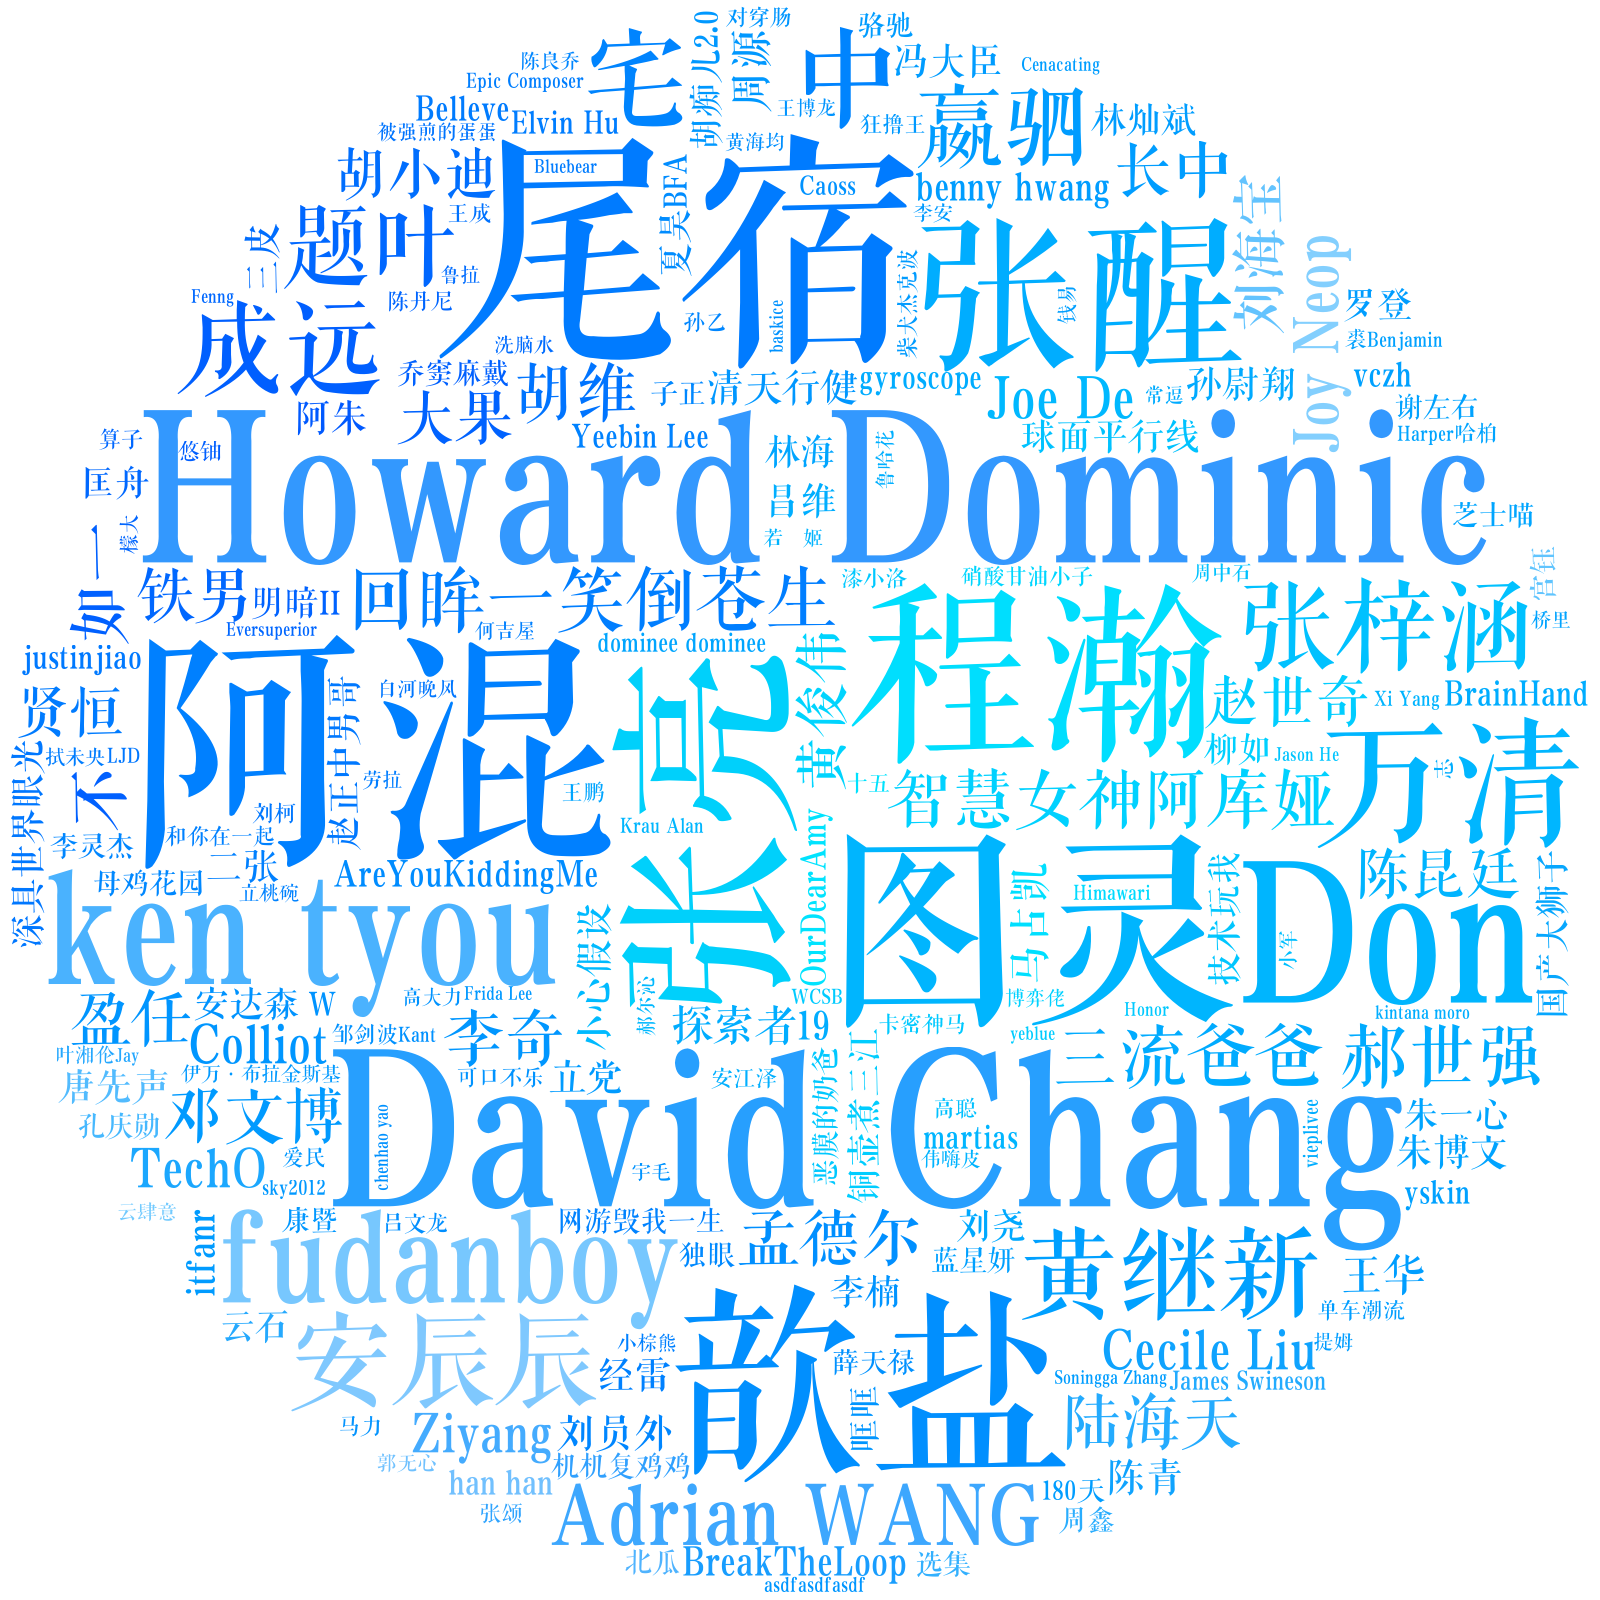 对穿肠
骆驰
宅
中
胡痴儿2.0
周源
冯大臣
Cenacating
陈良乔
Epic Composer
Belleve
Elvin Hu
王博龙
狂撸王
嬴驷
林灿斌
被强煎的蛋蛋
黄海均
胡小迪
尾宿
Bluebear
Caoss
benny hwang
长中
王成
夏昊BFA
李安
刘海宝
题叶
三皮
鲁拉
张醒
柴犬杰克波
钱易
Joy Neop
Fenng
陈丹尼
孙乙
baskice
罗登
成远
洗脑水
裘Benjamin
乔窦麻戴
胡维
子正
清天行健
gyroscope
Joe De
常逗
孙尉翔
vczh
阿朱
大果
谢左右
算子
悠铀
Yeebin Lee
林海
鲁哈花
球面平行线
Harper哈柏
Howard Dominic
匡舟
昌维
檬大
若 姬
芝士喵
如一
铁男
明暗II
回眸一笑倒苍生
漆小洛
硝酸甘油小子
周中石
宫钰
桥里
Eversuperior
何吉屋
dominee dominee
程瀚
张梓涵
justinjiao
阿混
张亮
黄俊伟
贤恒
赵正中男哥
白河晚风
赵世奇
Xi Yang
BrainHand
深具世界眼光
拭未央LJD
不
劳拉
王鹏
十五
柳如
Jason He
志
万清
刘柯
Krau Alan
OurDearAmy
智慧女神阿库娅
李灵杰
和你在一起
二张
母鸡花园
立桃碗
AreYouKiddingMe
图灵
Don
陈昆廷
马占凯
Himawari
技术玩我
小军
国产大狮子
ken tyou
小心假设
盈任
安达森 W
高大力
Frida Lee
郝尔沁
WCSB
博弈佬
Honor
kintana moro
Colliot
邹剑波Kant
李奇
探索者19
卡密神马
yeblue
叶湘伦Jay
伊万·布拉金斯基
可口不乐
立党
安江泽
三流爸爸
郝世强
唐先声
David Chang
恶膜的奶爸
铜壶煮三江
高聪
martias
伟嗨皮
vieplivee
朱一心
孔庆勋
邓文博
chenhao yao
朱博文
TechO
爱民
sky2012
宇毛
yskin
云肆意
康暨
吕文龙
网游毁我一生
独眼
孟德尔
刘尧
itfanr
fudanboy
蓝星妍
黄继新
王华
云石
李楠
单车潮流
安辰辰
小棕熊
经雷
歆盐
薛天禄
Cecile Liu
提姆
Soningga Zhang
James Swineson
马力
Ziyang
刘员外
哐哐
陆海天
郭无心
han han
机机复鸡鸡
180天
陈青
张颂
Adrian WANG
周鑫
北瓜
BreakTheLoop
选集
asdfasdfasdf